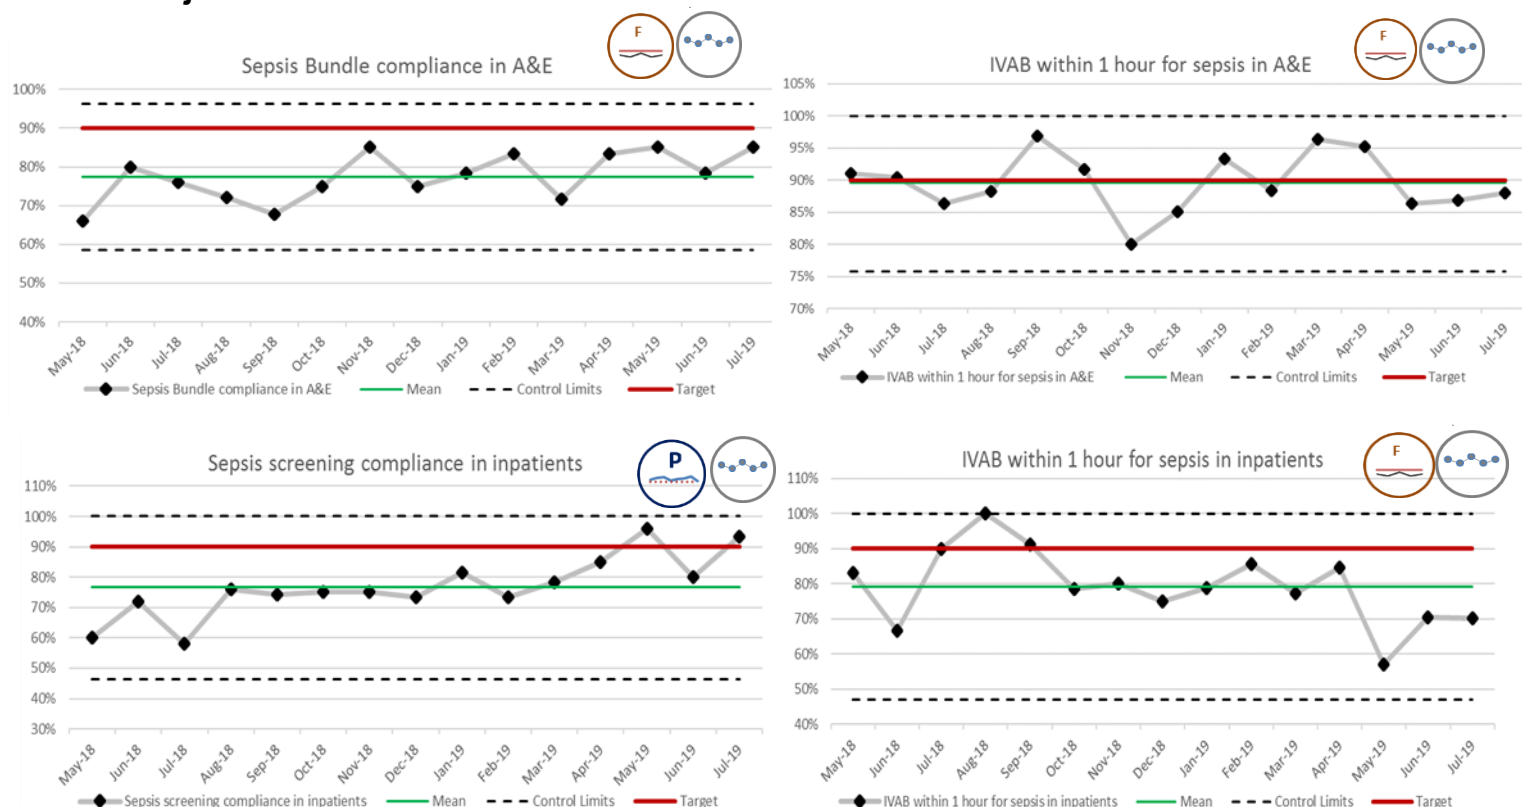 F
Sepsis Bundle compliance in A&E
100%
90%
80%
70%
60%
50%
40%
May-18 Jun-18 Jul-18 Aug-18 Sep-18 Oct-18 Nov-18 Dec-18 Jan-19 Feb-19 Mar-19 Apr-19 May-19 Jun-19 Jul-19
Sepsis Bundle compliance in A&E Mean Control Limits Target
F
IVAB within 1 hour for sepsis in A&E
105%
100%
95%
90%
85%
80%
75%
70%
May-18 Jun-18 Jul-18 Aug-18 Sep-18 Oct-18 Nov-18 Dec-18 Jan-19 Feb-19 Mar-19 Apr-19 May-19 Jun-19 Jul-19
IVAB within 1 hour for sepsis in A&E Mean Control Limits Target
P
Sepsis screening compliance in inpatients
110%
100%
90%
80%
70%
60%
50%
40%
30%
May-18 Jun-18 Jul-18 Aug-18 Sep-18 Oct-18 Nov-18 Dec-18 Jan-19 Feb-19 Mar-19 Apr-19 May-19 Jun-19 Jul-19
Sepsis screening compliance in inpatients Mean Control Limits Target
F
IVAB within 1 hour for sepsis in inpatients
110%
100%
90%
80%
70%
60%
50%
40%
May-18 Jun-18 Jul-18 Aug-18 Sep-18 Oct-18 Nov-18 Dec-18 Jan-19 Feb-19 Mar-19 Apr-19 May-19 Jun-19 Jul-19
IVAB within 1 hour for sepsis in inpatients Mean Control Limits Target